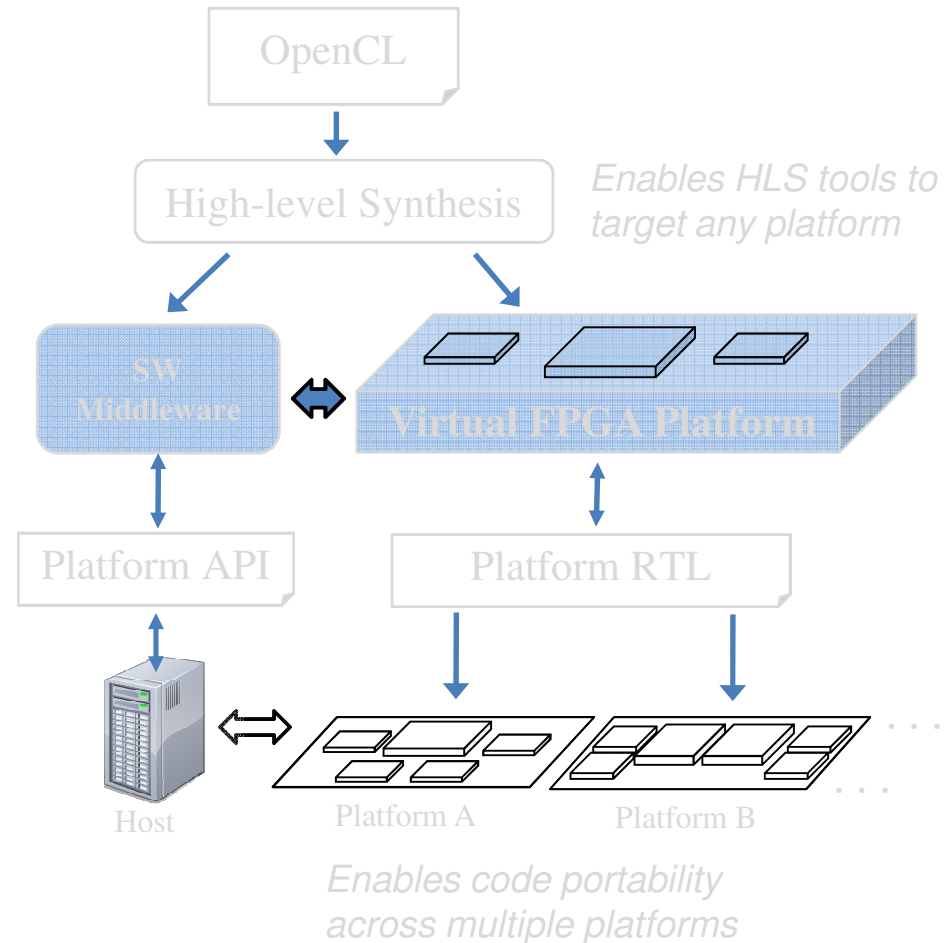 OpenCL
High-level Synthesis
Enables HLS tools to
target any platform
SW
Middleware
Virtual FPGA Platform
Platform API
Platform RTL
. . .
. . .
Host
Platform A
Platform B
Enables code portability
across multiple platforms